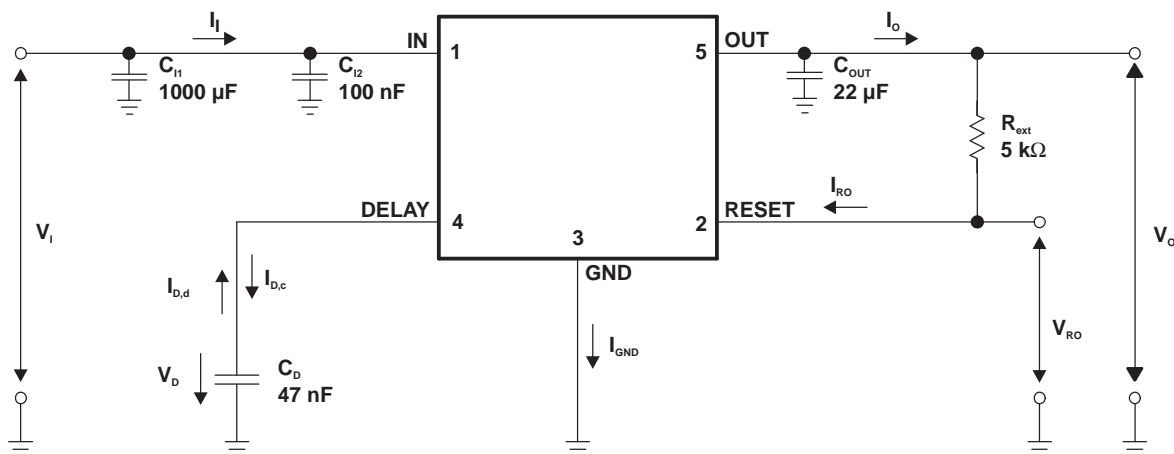 I_I
I_O
IN
1
5
OUT
C_I1
1000 µF
C_I2
100 nF
C_OUT
22 µF
R_ext
5 kΩ
I_RO
DELAY
4
2
RESET
3
GND
V_I
V_O
I_D,d
I_D,c
V_RO
I_GND
V_D
C_D
47 nF